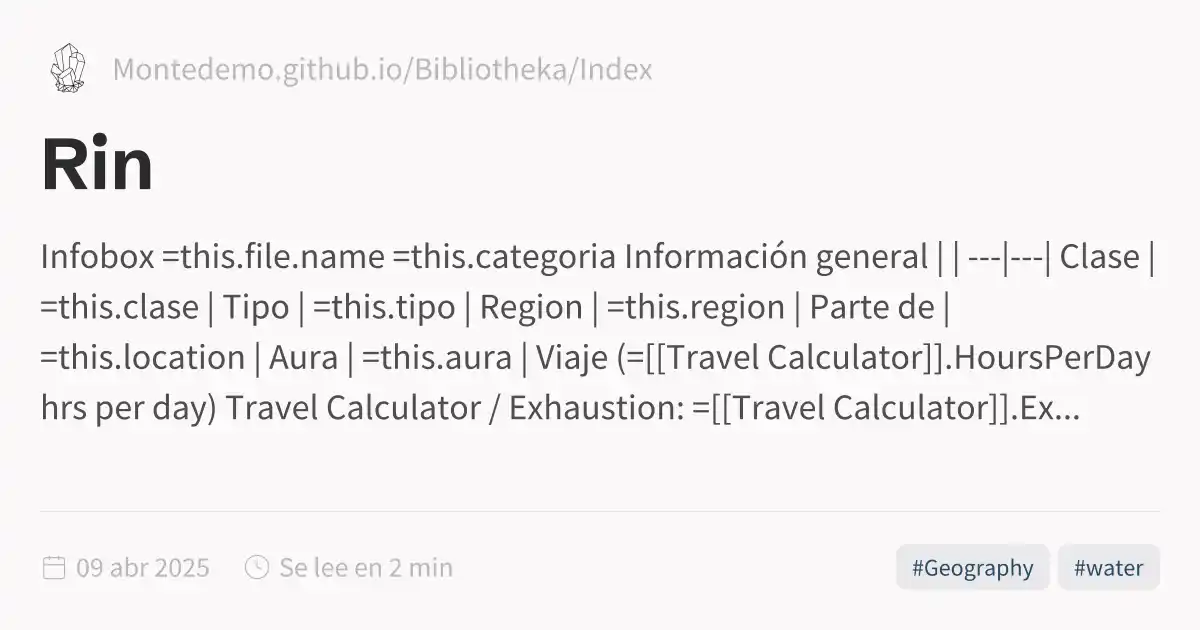 Montedemo.github.io/Bibliotheka/Index
Rin
Infobox =this.file.name =this.categoria Información general | | ---|---| Clase |
=this.clase | Tipo | =this.tipo | Region | =this.region | Parte de |
=this.location | Aura | =this.aura | Viaje (=[[Travel Calculator]].HoursPerDay
hrs per day) Travel Calculator / Exhaustion: =[[Travel Calculator]].Ex...
09 abr 2025 Se lee en 2 min #Geography #water